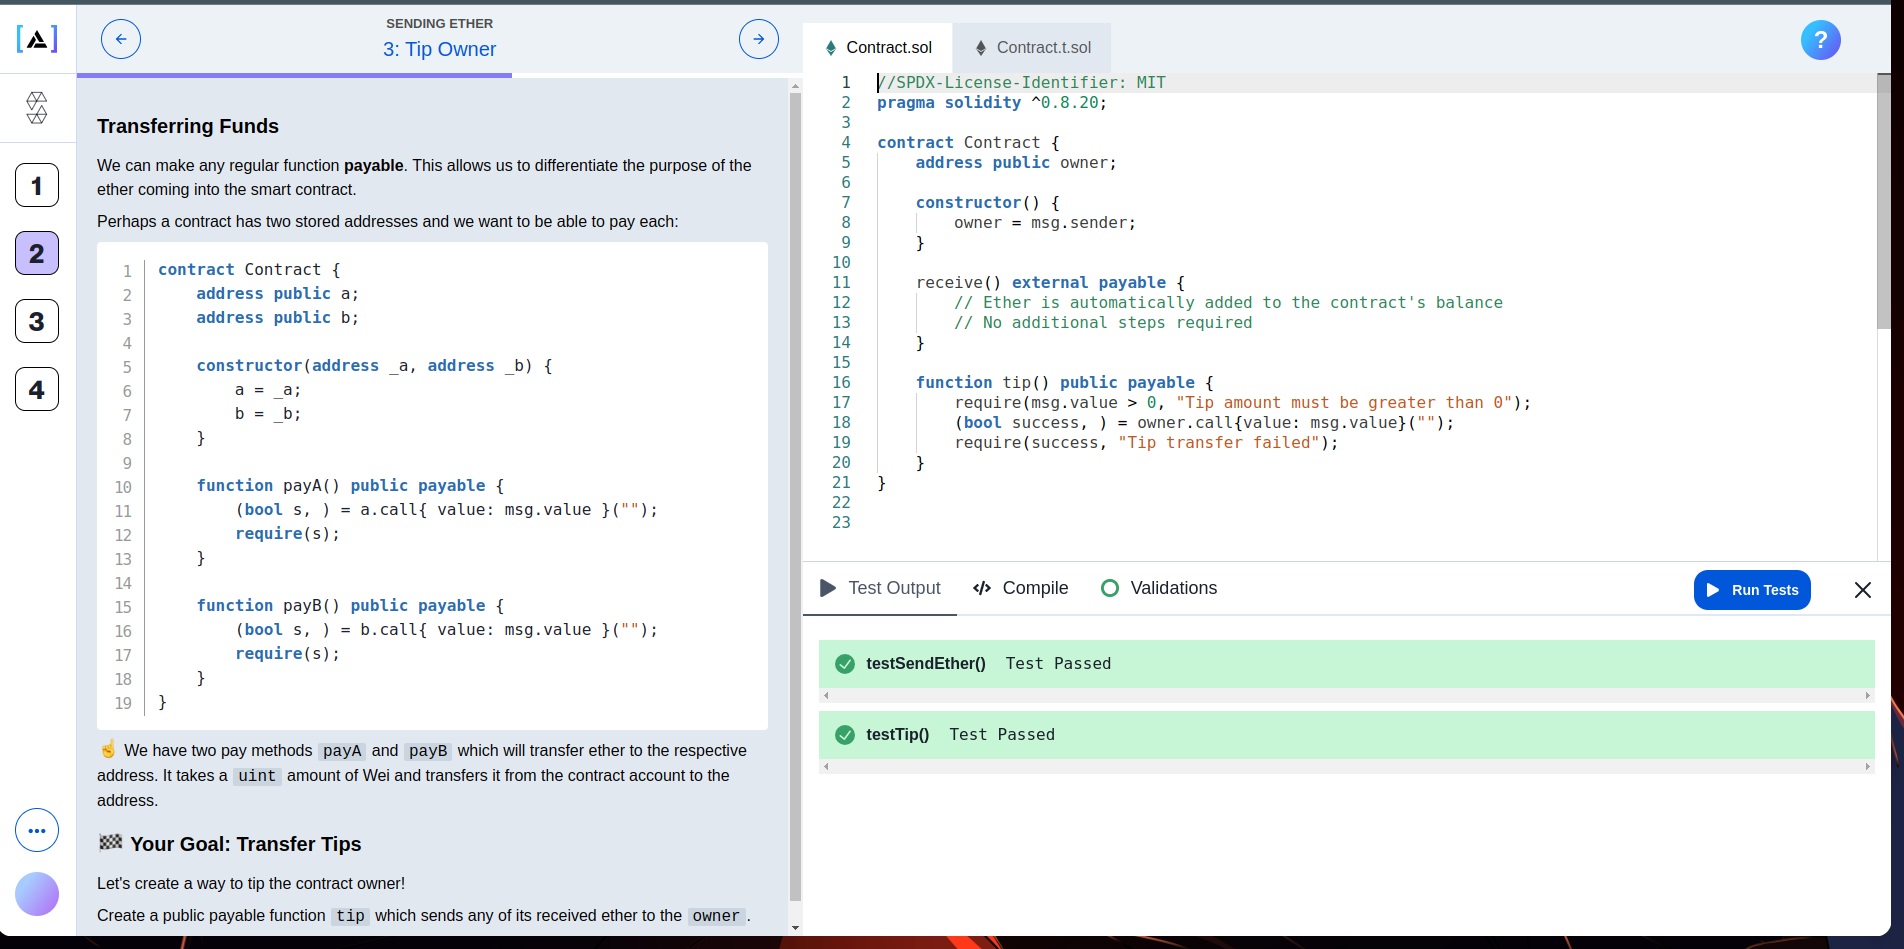 SENDING ETHER
3: Tip Owner
1
2
3
4
Transferring Funds
We can make any regular function payable. This allows us to differentiate the purpose of the
ether coming into the smart contract.
Perhaps a contract has two stored addresses and we want to be able to pay each:
1 contract Contract {
2     address public a;
3     address public b;
4
5     constructor(address _a, address _b) {
6         a = _a;
7         b = _b;
8     }
9
10     function payA() public payable {
11         (bool s, ) = a.call{ value: msg.value }("");
12         require(s);
13     }
14
15     function payB() public payable {
16         (bool s, ) = b.call{ value: msg.value }("");
17         require(s);
18     }
19 }
☝️ We have two pay methods payA and payB which will transfer ether to the respective
address. It takes a uint amount of Wei and transfers it from the contract account to the
address.
🏁 Your Goal: Transfer Tips
Let's create a way to tip the contract owner!
Create a public payable function tip which sends any of its received ether to the owner.
Contract.sol
Contract.t.sol
?
1 //SPDX-License-Identifier: MIT
2 pragma solidity ^0.8.20;
3
4 contract Contract {
5     address public owner;
6
7     constructor() {
8         owner = msg.sender;
9     }
10
11     receive() external payable {
12         // Ether is automatically added to the contract's balance
13         // No additional steps required
14     }
15
16     function tip() public payable {
17         require(msg.value > 0, "Tip amount must be greater than 0");
18         (bool success, ) = owner.call{value: msg.value}("");
19         require(success, "Tip transfer failed");
20     }
21 }
22
23
Test Output
Compile
Validations
Run Tests
testSendEther() Test Passed
testTip() Test Passed